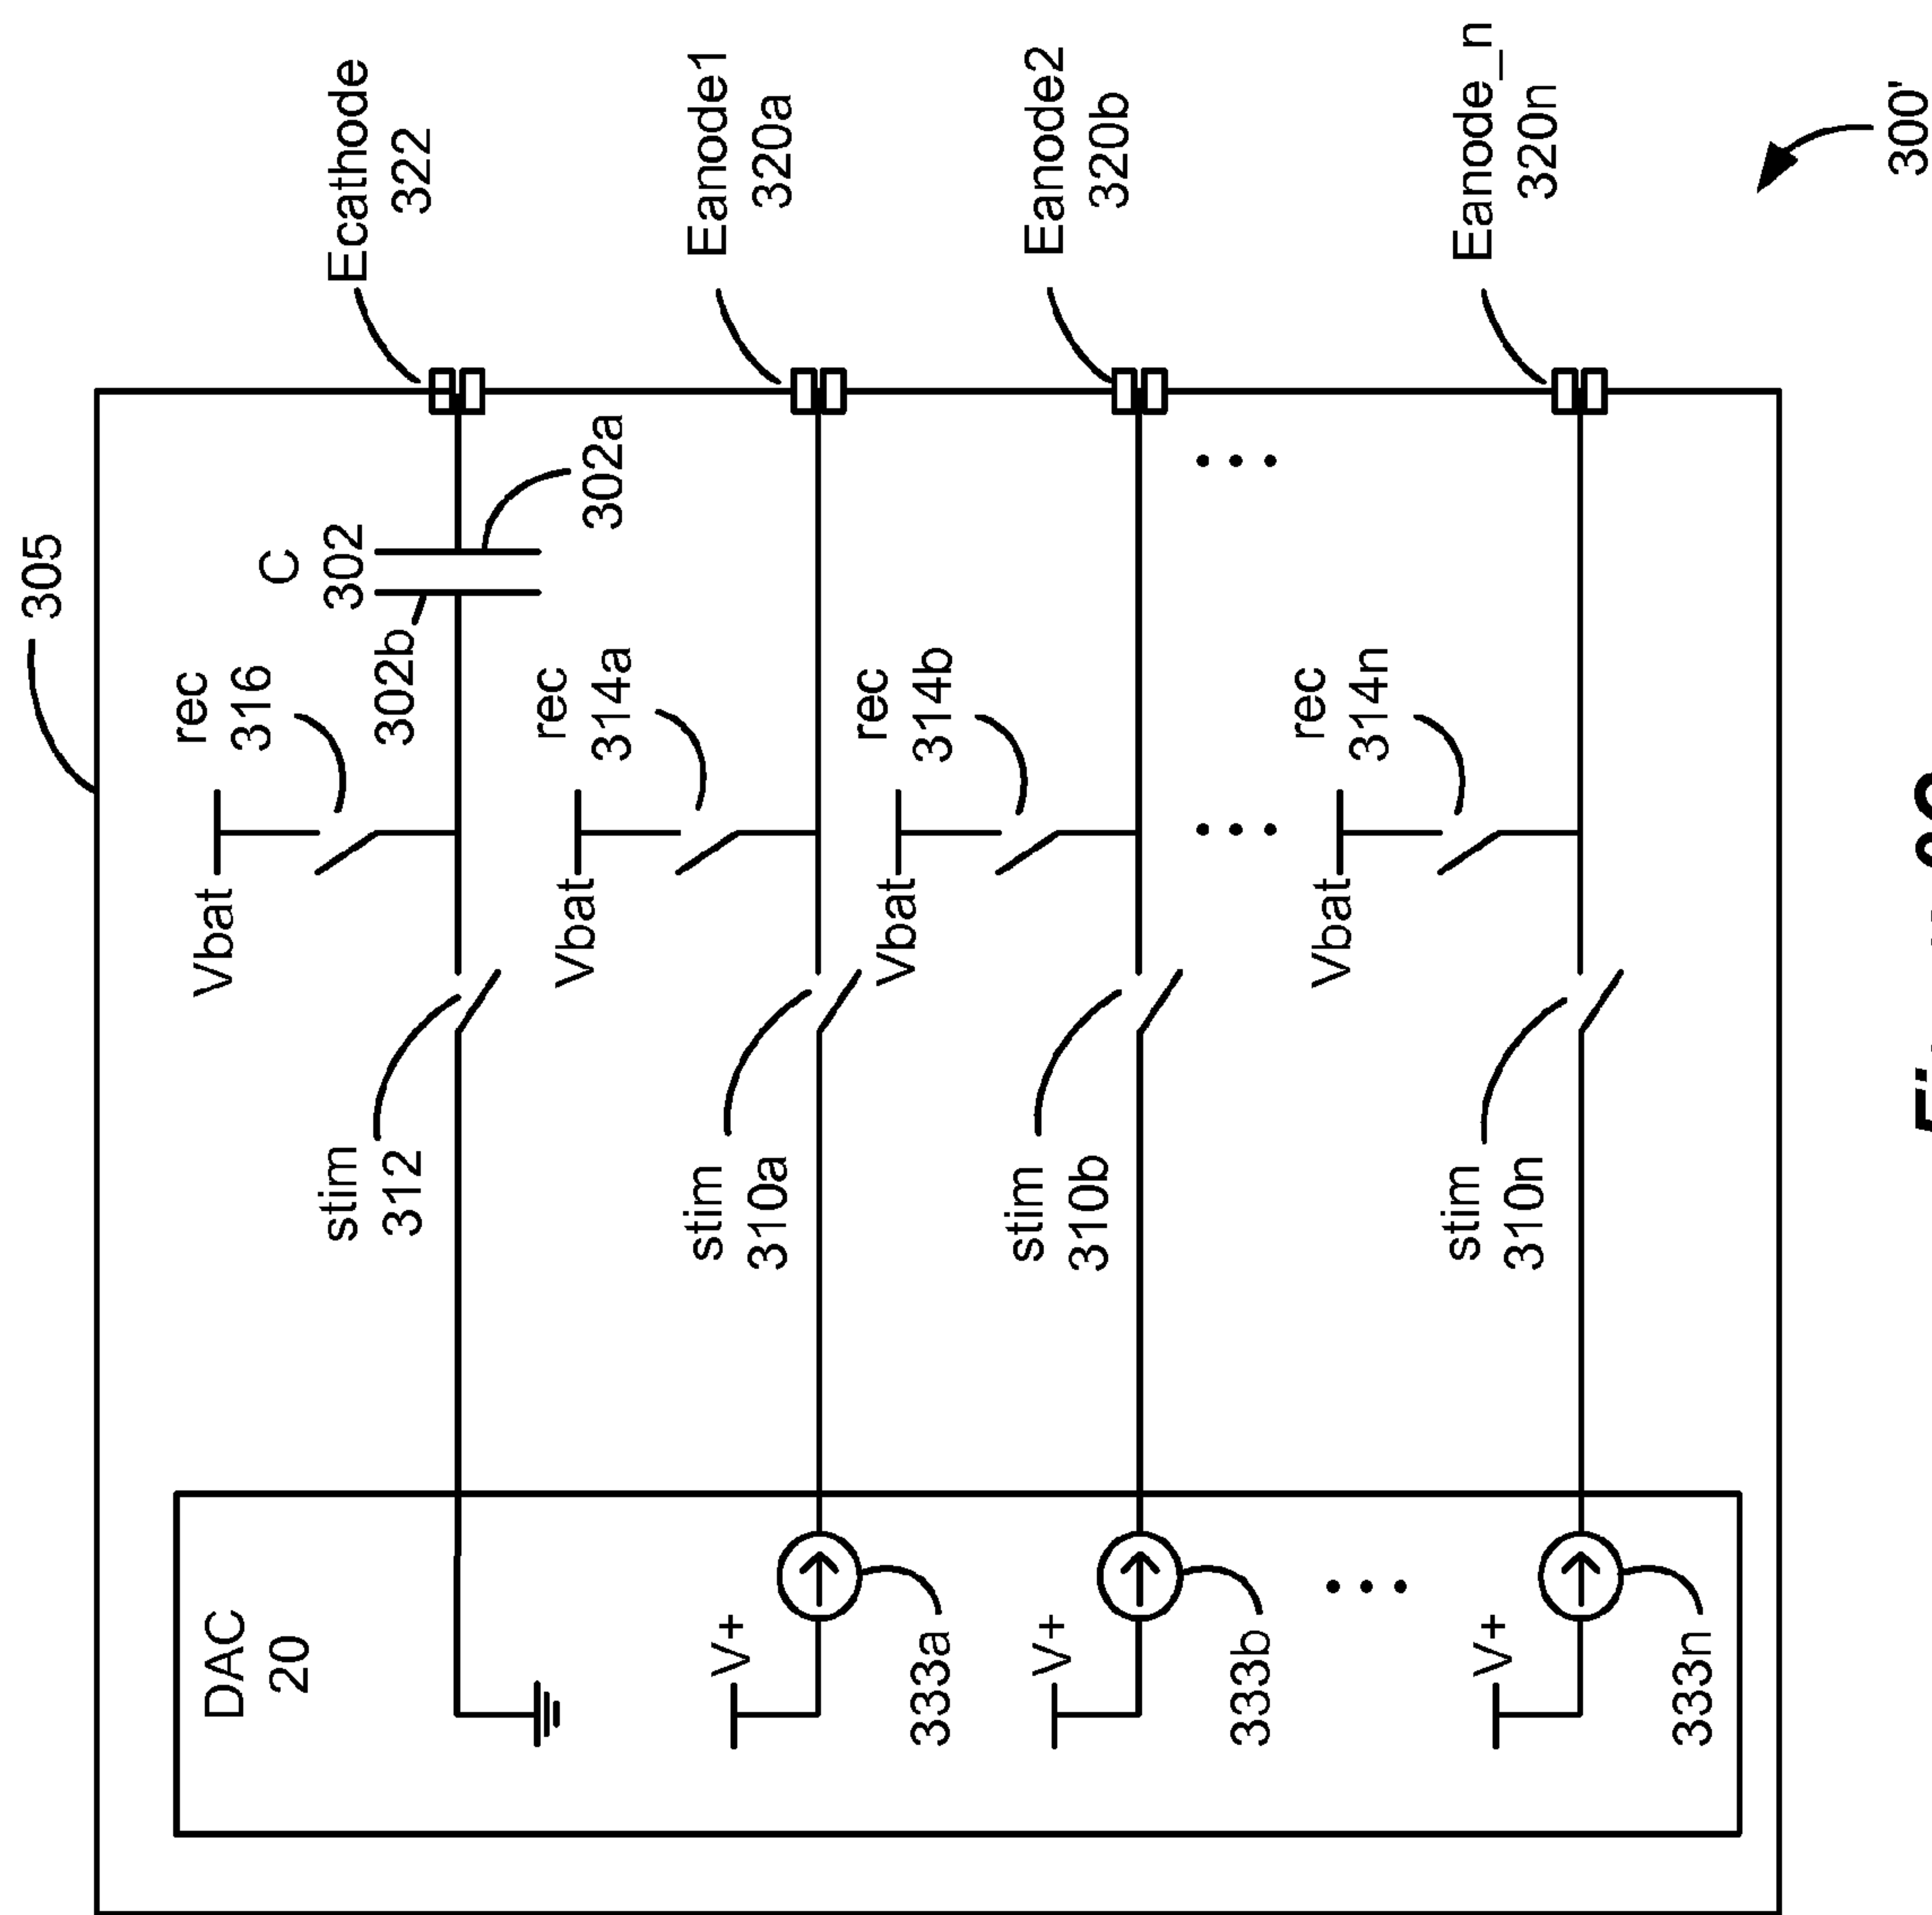 305
DAC
20
V+
333a
V+
333b
V+
333n
stim
312
stim
310a
stim
310b
stim
310n
Vbat
rec
316
Vbat
rec
314a
Vbat
rec
314b
Vbat
rec
314n
C
302
302b
302a
Ecathode
322
Eanode1
320a
Eanode2
320b
Eanode_n
320n
300'